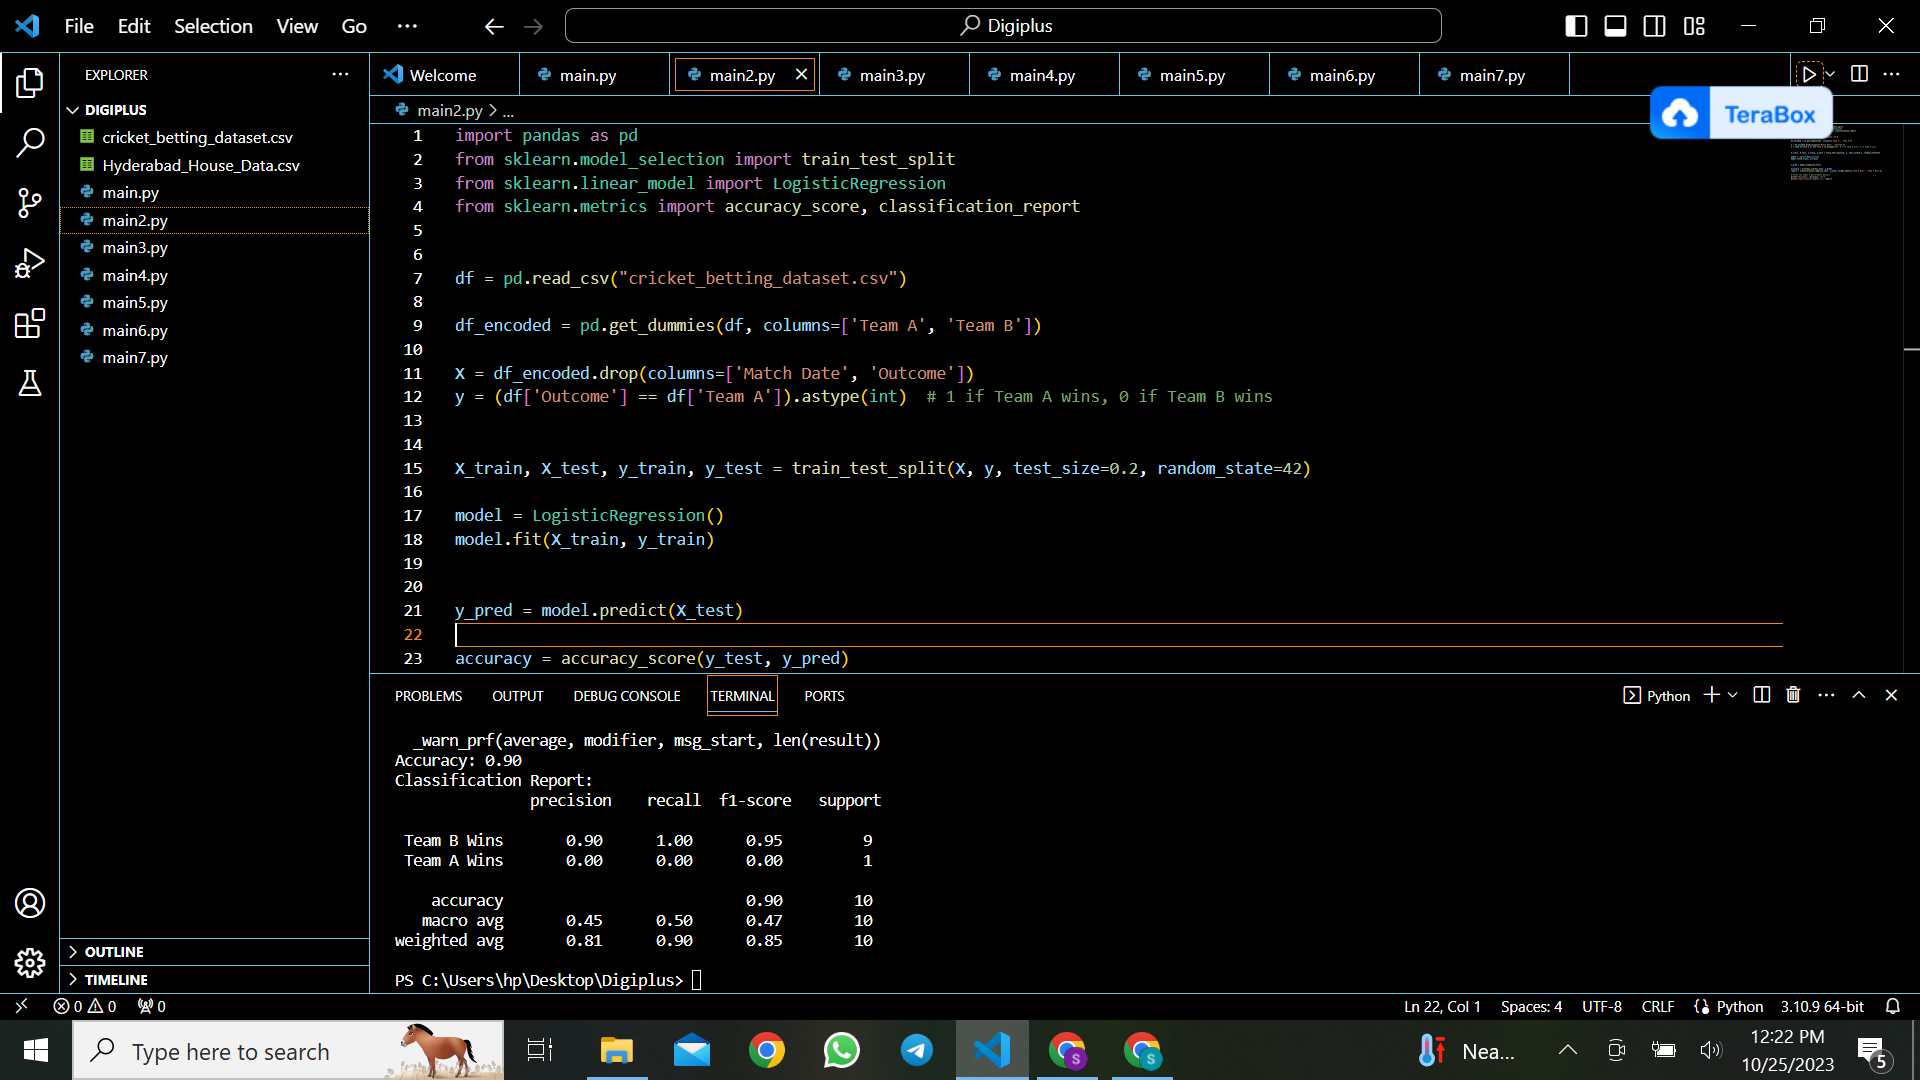 File Edit Selection View Go ··· Digiplus
EXPLORER ···
DIGIPLUS
cricket_betting_dataset.csv
Hyderabad_House_Data.csv
main.py
main2.py
main3.py
main4.py
main5.py
main6.py
main7.py
OUTLINE
TIMELINE
Welcome main.py main2.py main3.py main4.py main5.py main6.py main7.py
TeraBox
main2.py > ...
1 import pandas as pd
2 from sklearn.model_selection import train_test_split
3 from sklearn.linear_model import LogisticRegression
4 from sklearn.metrics import accuracy_score, classification_report
5
6
7 df = pd.read_csv("cricket_betting_dataset.csv")
8
9 df_encoded = pd.get_dummies(df, columns=['Team A', 'Team B'])
10
11 X = df_encoded.drop(columns=['Match Date', 'Outcome'])
12 y = (df['Outcome'] == df['Team A']).astype(int)  # 1 if Team A wins, 0 if Team B wins
13
14
15 X_train, X_test, y_train, y_test = train_test_split(X, y, test_size=0.2, random_state=42)
16
17 model = LogisticRegression()
18 model.fit(X_train, y_train)
19
20
21 y_pred = model.predict(X_test)
22
23 accuracy = accuracy_score(y_test, y_pred)
PROBLEMS OUTPUT DEBUG CONSOLE TERMINAL PORTS Python
_warn_prf(average, modifier, msg_start, len(result))
Accuracy: 0.90
Classification Report:
precision recall f1-score support
Team B Wins 0.90 1.00 0.95 9
Team A Wins 0.00 0.00 0.00 1
accuracy 0.90 10
macro avg 0.45 0.50 0.47 10
weighted avg 0.81 0.90 0.85 10
PS C:\Users\hp\Desktop\Digiplus>
0 0 0 Ln 22, Col 1 Spaces: 4 UTF-8 CRLF Python 3.10.9 64-bit
Type here to search S S Nea... 12:22 PM
10/25/2023 5